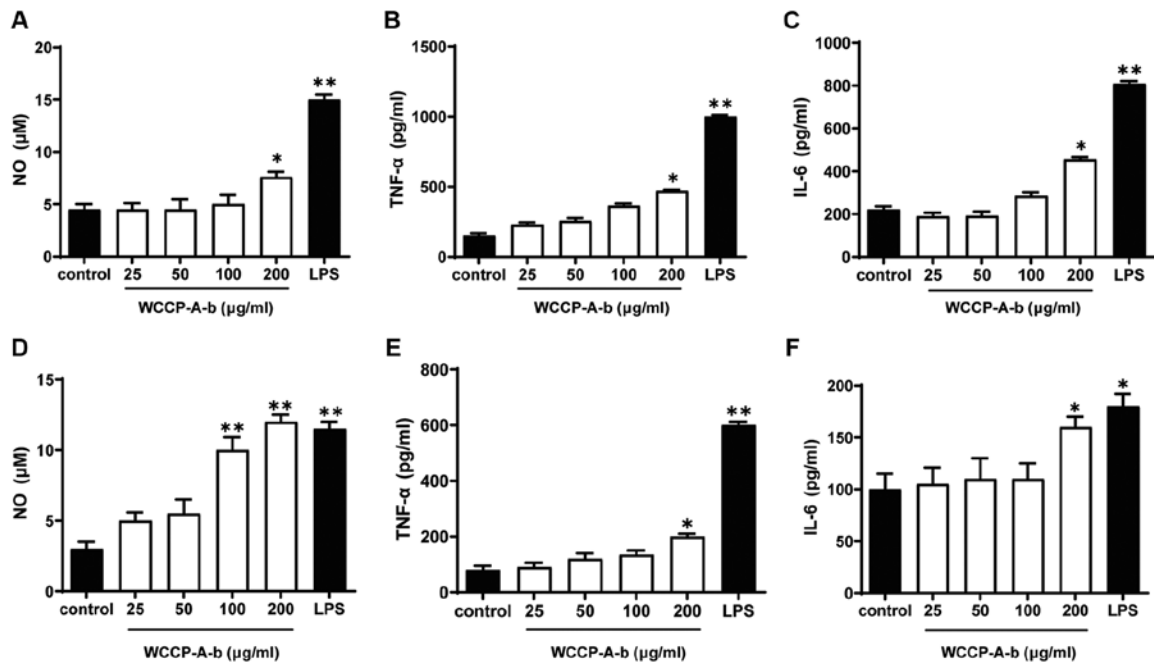 A
20
15
10
5
0
NO (μM)
*
**
control 25 50 100 200 LPS
WCCP-A-b (μg/ml)
B
1500
1000
500
0
TNF-α (pg/ml)
*
**
control 25 50 100 200 LPS
WCCP-A-b (μg/ml)
C
1000
800
600
400
200
0
IL-6 (pg/ml)
*
**
control 25 50 100 200 LPS
WCCP-A-b (μg/ml)
D
15
10
5
0
NO (μM)
**
**
**
control 25 50 100 200 LPS
WCCP-A-b (μg/ml)
E
800
600
400
200
0
TNF-α (pg/ml)
*
**
control 25 50 100 200 LPS
WCCP-A-b (μg/ml)
F
200
150
100
50
0
IL-6 (pg/ml)
*
*
control 25 50 100 200 LPS
WCCP-A-b (μg/ml)